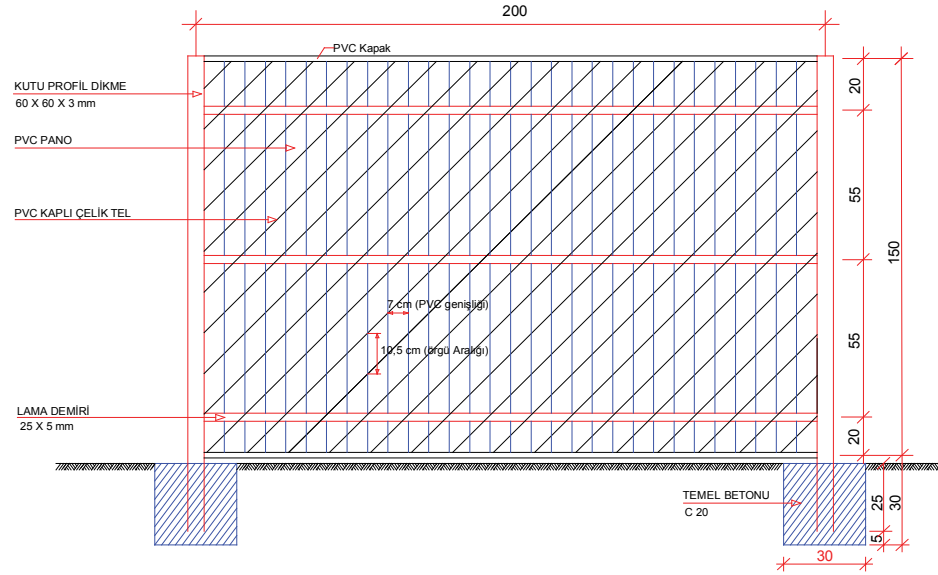 200
PVC Kapak
KUTU PROFİL DİKME
60 X 60 X 3 mm
20
PVC PANO
55
PVC KAPLI ÇELİK TEL
150
7 cm (PVC genişliği)
10,5 cm (örgü Aralığı)
55
LAMA DEMİRİ
25 X 5 mm
20
TEMEL BETONU
C 20
25
30
5
30